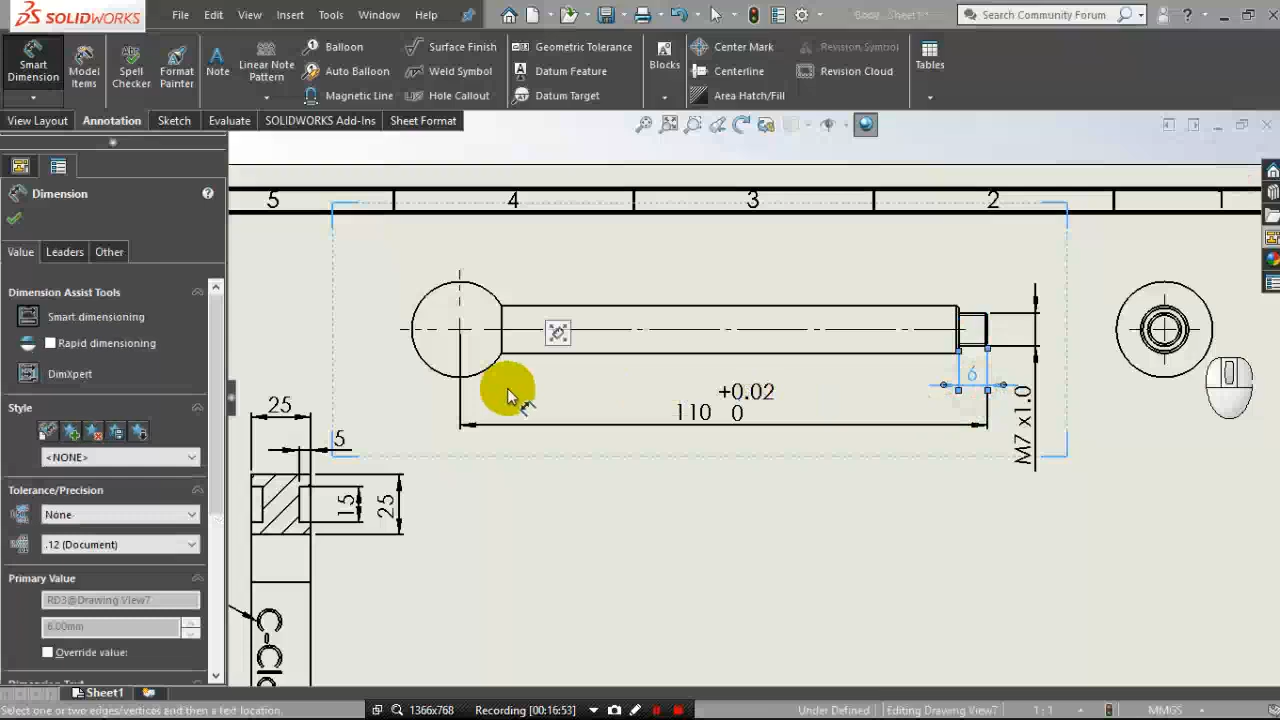 SOLIDWORKS File Edit View Insert Tools Window Help Body_Sheet1 Search Community Forum ?
Smart Dimension
Model Items
Spell Checker
Format Painter
Note
Linear Note Pattern
Balloon
Auto Balloon
Magnetic Line
Surface Finish
Weld Symbol
Hole Callout
Geometric Tolerance
Datum Feature
Datum Target
Blocks
Center Mark
Centerline
Area Hatch/Fill
Revision Symbol
Revision Cloud
Tables
View Layout Annotation Sketch Evaluate SOLIDWORKS Add-Ins Sheet Format
Dimension ?
Value Leaders Other
Dimension Assist Tools
Smart dimensioning
Rapid dimensioning
DimXpert
Style
<NONE>
Tolerance/Precision
None
.12 (Document)
Primary Value
RD3@Drawing View7
6.00mm
Override value:
5 4 3 2 1
6
+0.02
110 0
M7 x1.0
25
5
15
25
Sheet1
Select one or two edges/vertices and then a text location.
1366x768 Recording [00:16:53]
Under Defined Editing Drawing View7 1 : 1 MMGS